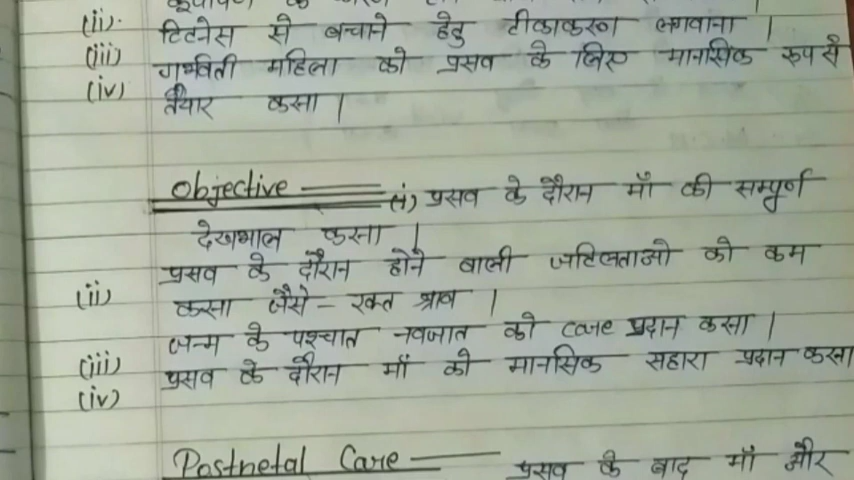 (ii). टिटनेस से बचाने हेतु टीकाकरण लगवाना |
(iii) गर्भवती महिला को प्रसव के लिए मानसिक रूप से
(iv) तैयार करना |
Objective — (i) प्रसव के दौरान माँ की सम्पूर्ण
देखभाल करना |
प्रसव के दौरान होने बाली जटिलताओ को कम
(ii) करना जैसे - रक्त श्राव |
जन्म के पश्चात नवजात को care प्रदान करना |
(iii) प्रसव के दौरान माँ को मानसिक सहारा प्रदान करना
(iv)
Postnetal Care — प्रसव के बाद माँ और